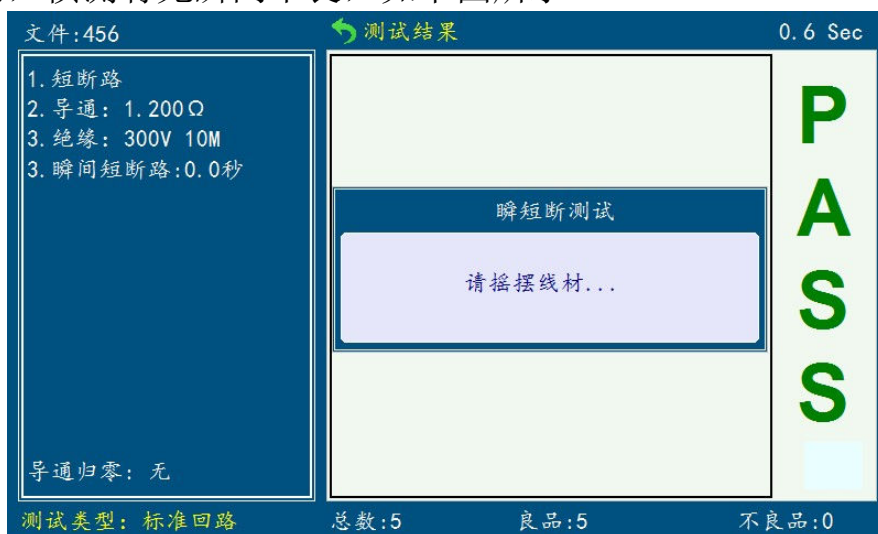 文件:456
测试结果
0.6 Sec
1.短断路
2.导通: 1.200Ω
3.绝缘: 300V 10M
3.瞬间短断路:0.0秒
导通归零: 无
瞬短断测试
请摇摆线材...
P
A
S
S
测试类型: 标准回路
总数:5
良品:5
不良品:0